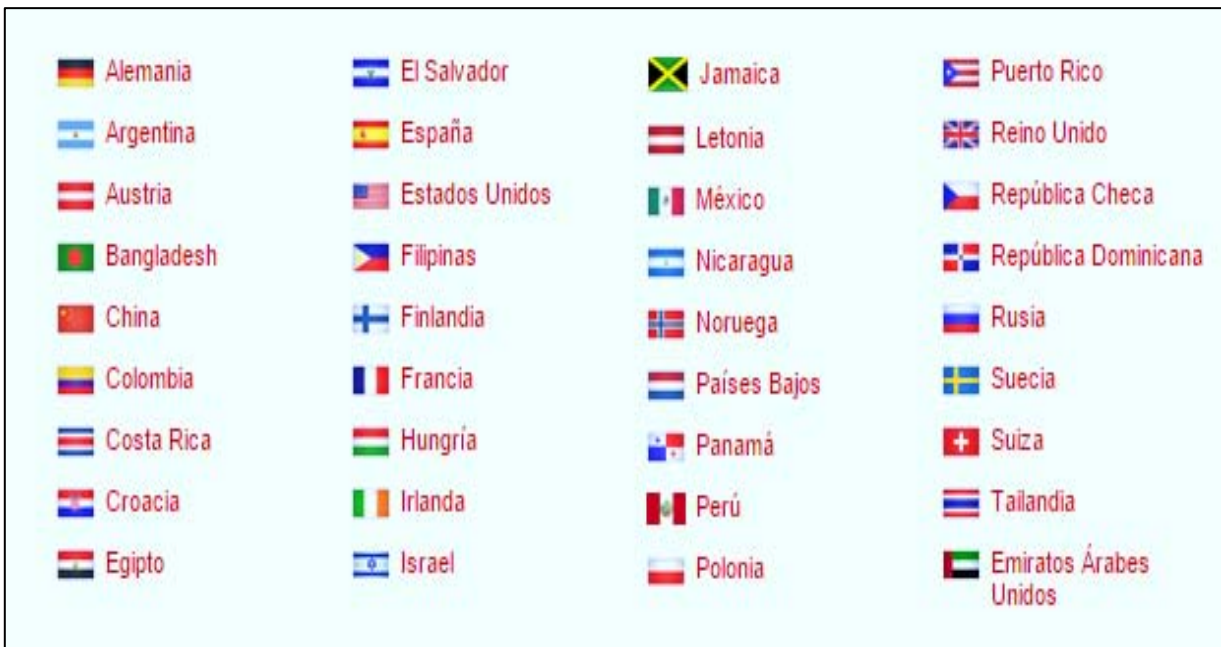 Alemania
Argentina
Austria
Bangladesh
China
Colombia
Costa Rica
Croacia
Egipto
El Salvador
España
Estados Unidos
Filipinas
Finlandia
Francia
Hungría
Irlanda
Israel
Jamaica
Letonia
México
Nicaragua
Noruega
Países Bajos
Panamá
Perú
Polonia
Puerto Rico
Reino Unido
República Checa
República Dominicana
Rusia
Suecia
Suiza
Tailandia
Emiratos Árabes
Unidos